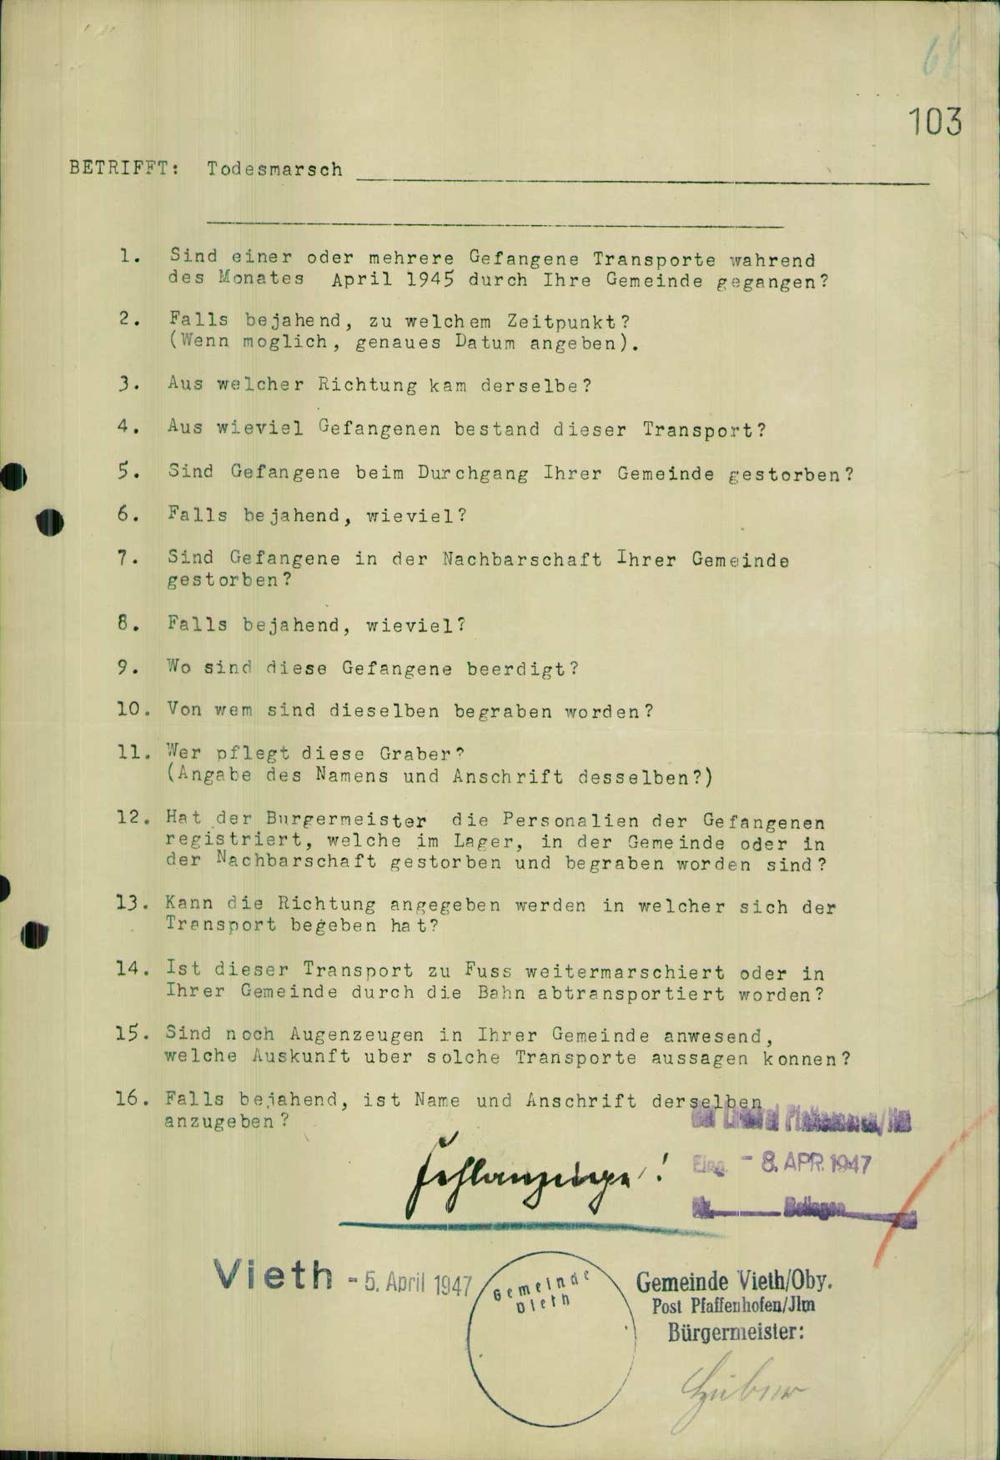 68
103
BETRIFFT: Todesmarsch
1. Sind einer oder mehrere Gefangene Transporte wahrend
des Monates April 1945 durch Ihre Gemeinde gegangen?
2. Falls bejahend, zu welchem Zeitpunkt?
(Wenn moglich, genaues Datum angeben).
3. Aus welcher Richtung kam derselbe?
4. Aus wieviel Gefangenen bestand dieser Transport?
5. Sind Gefangene beim Durchgang Ihrer Gemeinde gestorben?
6. Falls bejahend, wieviel?
7. Sind Gefangene in der Nachbarschaft Ihrer Gemeinde
gestorben?
8. Falls bejahend, wieviel?
9. Wo sind diese Gefangene beerdigt?
10. Von wem sind dieselben begraben worden?
11. Wer pflegt diese Graber?
(Angabe des Namens und Anschrift desselben?)
12. Hat der Burgermeister die Personalien der Gefangenen
registriert, welche im Lager, in der Gemeinde oder in
der Nachbarschaft gestorben und begraben worden sind?
13. Kann die Richtung angegeben werden in welcher sich der
Transport begeben hat?
14. Ist dieser Transport zu Fuss weitermarschiert oder in
Ihrer Gemeinde durch die Bahn abtransportiert worden?
15. Sind noch Augenzeugen in Ihrer Gemeinde anwesend,
welche Auskunft uber solche Transporte aussagen konnen?
16. Falls bejahend, ist Name und Anschrift derselben
anzugeben?
Der Landrat Pfaffenhofen/Ilm
Eing. - 8. APR. 1947
Beilagen
Fehlanzeige!
Vieth - 5. April 1947
Gemeinde
Vieth
Gemeinde Vieth/Oby.
Post Pfaffenhofen/Jlm
Bürgermeister: